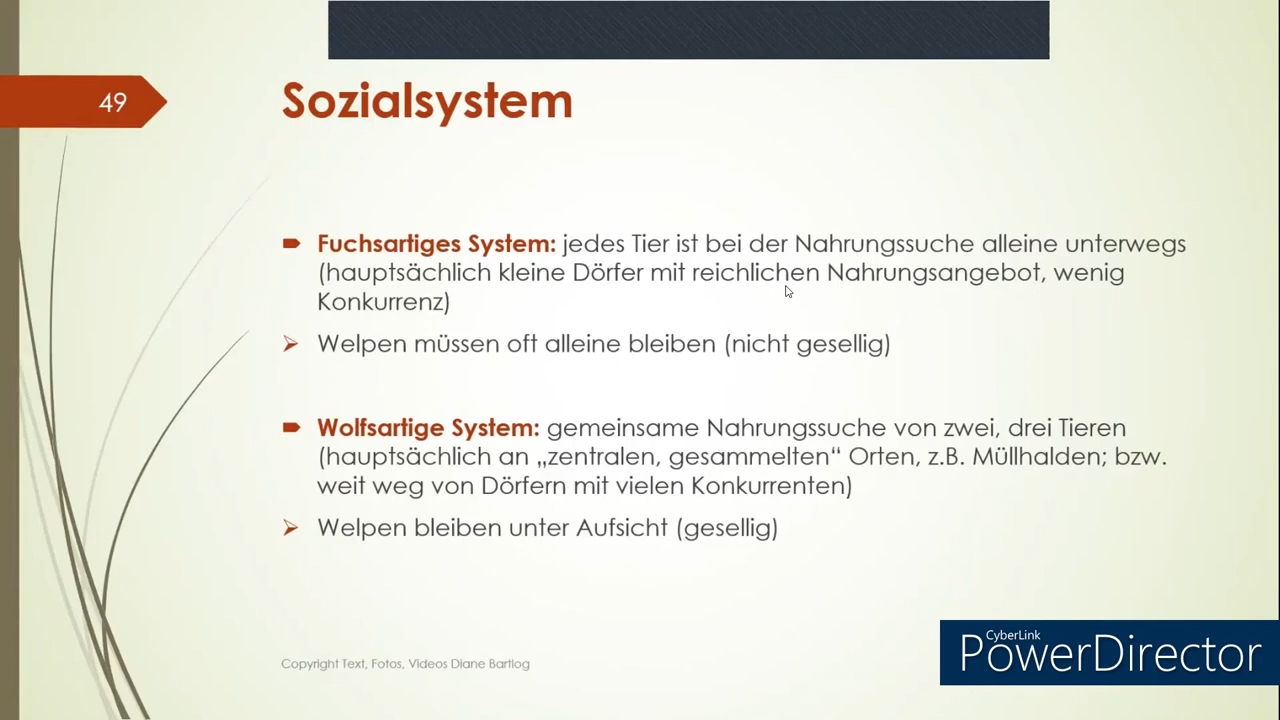 49
Sozialsystem
Fuchsartiges System: jedes Tier ist bei der Nahrungssuche alleine unterwegs
(hauptsächlich kleine Dörfer mit reichlichen Nahrungsangebot, wenig
Konkurrenz)
Welpen müssen oft alleine bleiben (nicht gesellig)
Wolfsartige System: gemeinsame Nahrungssuche von zwei, drei Tieren
(hauptsächlich an „zentralen, gesammelten“ Orten, z.B. Müllhalden; bzw.
weit weg von Dörfern mit vielen Konkurrenten)
Welpen bleiben unter Aufsicht (gesellig)
Copyright Text, Fotos, Videos Diane Bartlog
CyberLink
PowerDirector